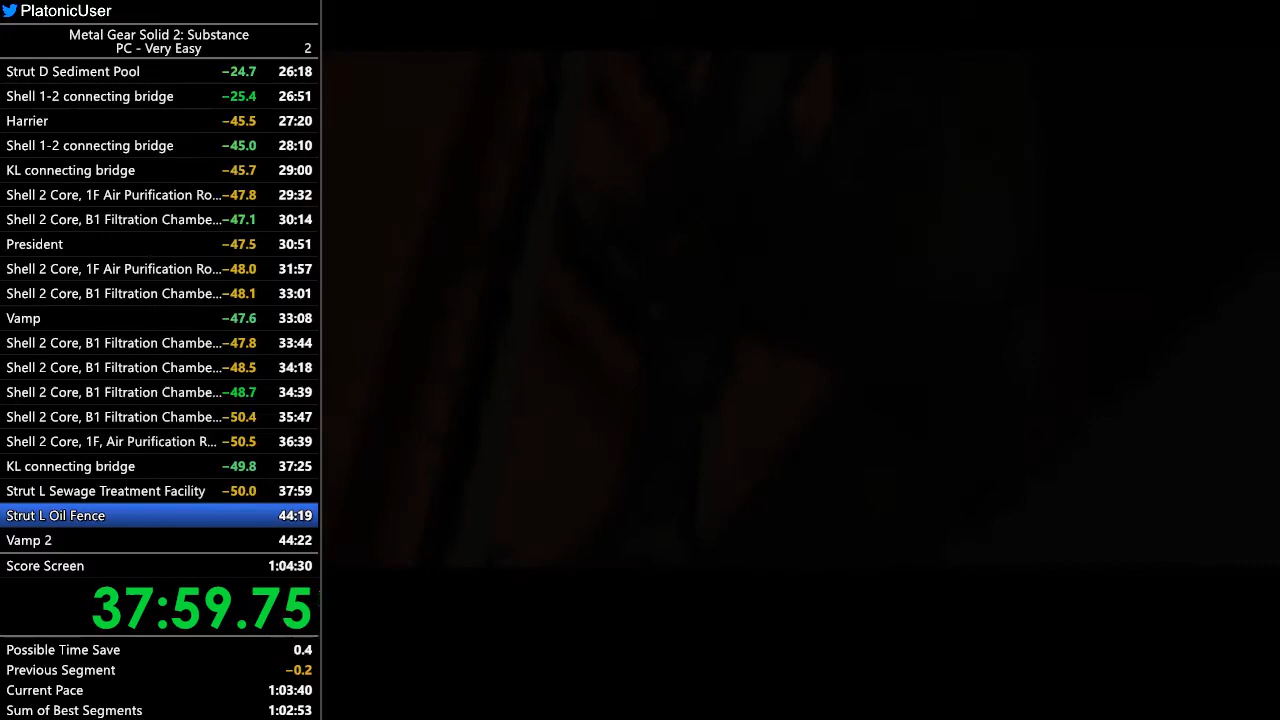 PlatonicUser
Metal Gear Solid 2: Substance
PC - Very Easy 2
Strut D Sediment Pool −24.7 26:18
Shell 1-2 connecting bridge −25.4 26:51
Harrier −45.5 27:20
Shell 1-2 connecting bridge −45.0 28:10
KL connecting bridge −45.7 29:00
Shell 2 Core, 1F Air Purification Ro... −47.8 29:32
Shell 2 Core, B1 Filtration Chambe... −47.1 30:14
President −47.5 30:51
Shell 2 Core, 1F Air Purification Ro... −48.0 31:57
Shell 2 Core, B1 Filtration Chambe... −48.1 33:01
Vamp −47.6 33:08
Shell 2 Core, B1 Filtration Chambe... −47.8 33:44
Shell 2 Core, B1 Filtration Chambe... −48.5 34:18
Shell 2 Core, B1 Filtration Chambe... −48.7 34:39
Shell 2 Core, B1 Filtration Chambe... −50.4 35:47
Shell 2 Core, 1F, Air Purification R... −50.5 36:39
KL connecting bridge −49.8 37:25
Strut L Sewage Treatment Facility −50.0 37:59
Strut L Oil Fence 44:19
Vamp 2 44:22
Score Screen 1:04:30
37:59.75
Possible Time Save 0.4
Previous Segment −0.2
Current Pace 1:03:40
Sum of Best Segments 1:02:53